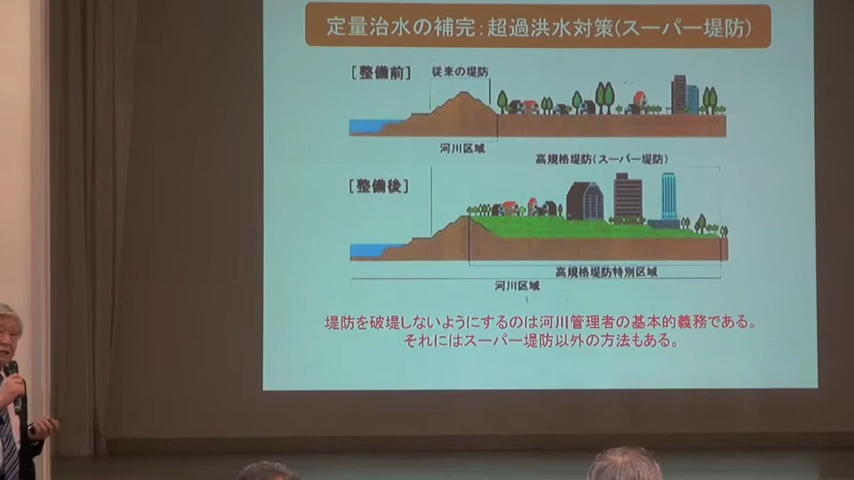 定量治水の補完：超過洪水対策(スーパー堤防)
[整備前]
従来の堤防
河川区域
高規格堤防(スーパー堤防)
[整備後]
高規格堤防特別区域
河川区域
堤防を破堤しないようにするのは河川管理者の基本的義務である。
それにはスーパー堤防以外の方法もある。